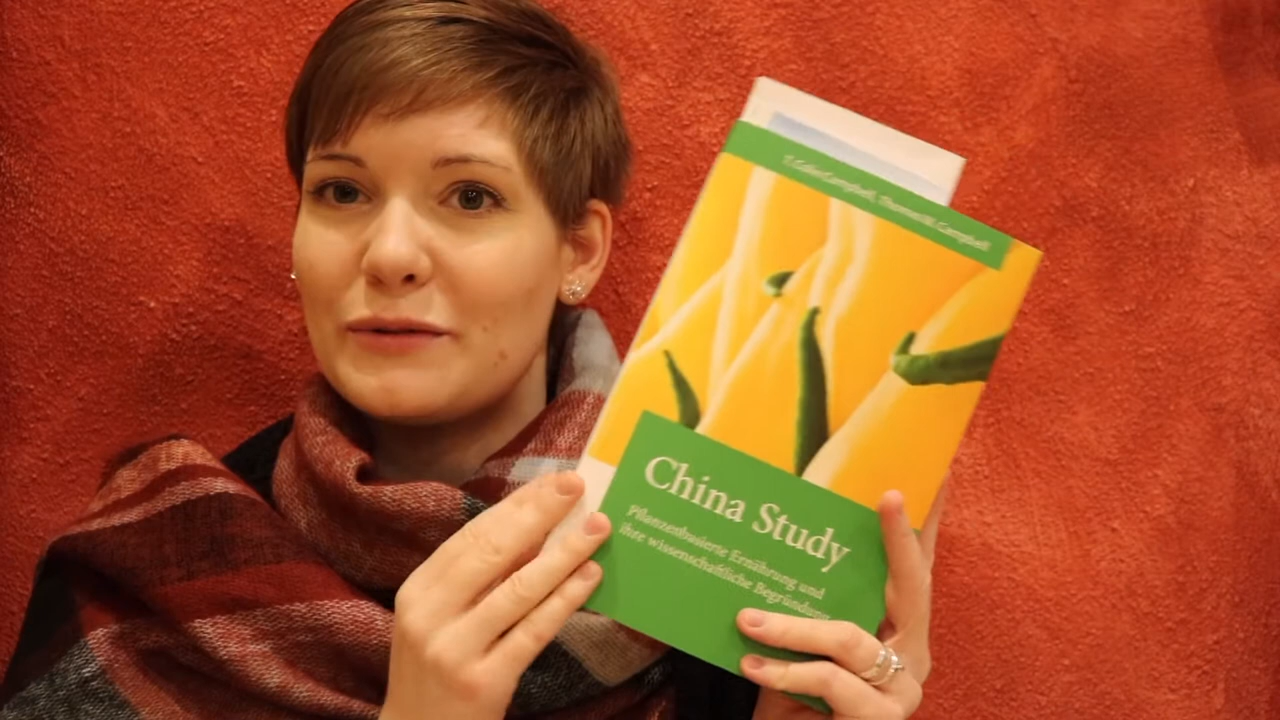 T. Colin Campbell, Thomas M. Campbell
China Study
Pflanzenbasierte Ernährung und
ihre wissenschaftliche Begründung